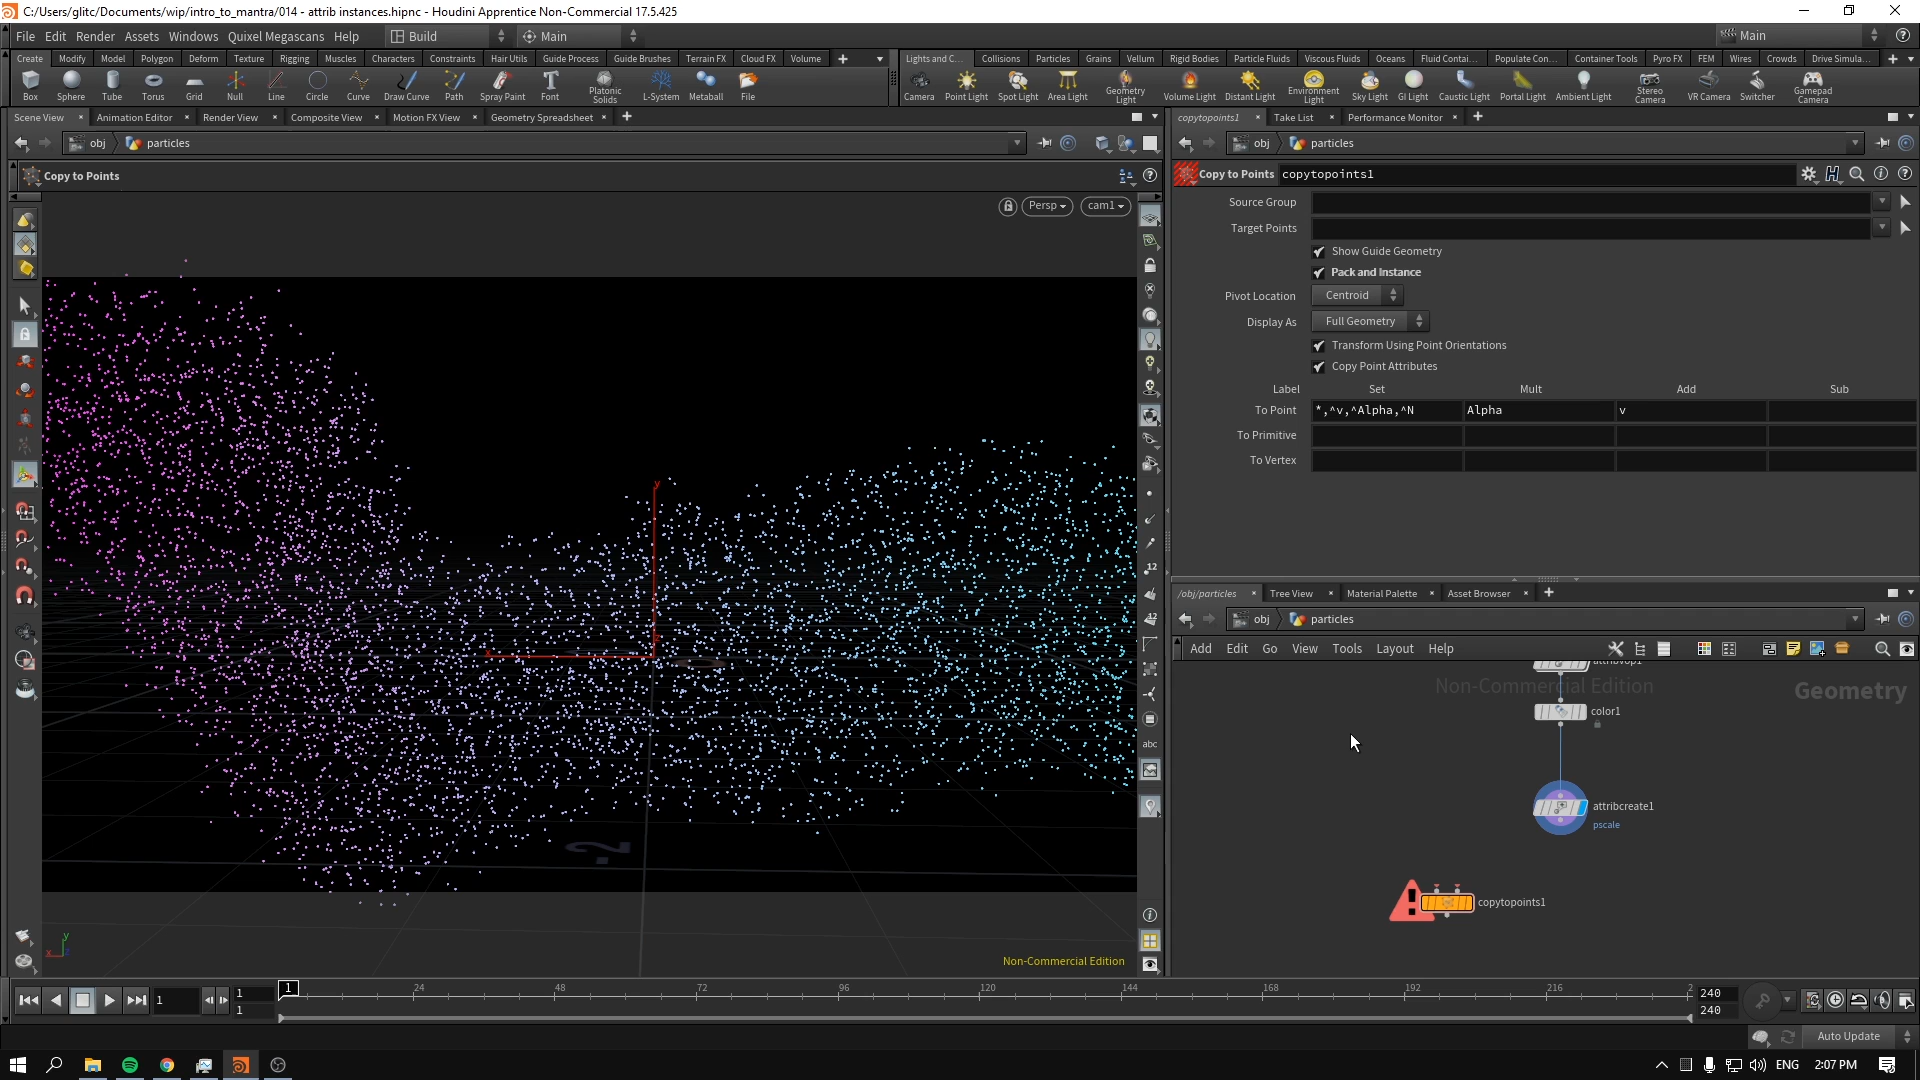 C:/Users/glitc/Documents/wip/intro_to_mantra/014 - attrib instances.hipnc - Houdini Apprentice Non-Commercial 17.5.425
File Edit Render Assets Windows Quixel Megascans Help Build Main Main
Create Modify Model Polygon Deform Texture Rigging Muscles Characters Constraints Hair Utils Guide Process Guide Brushes Terrain FX Cloud FX Volume
Lights and C... Collisions Particles Grains Vellum Rigid Bodies Particle Fluids Viscous Fluids Oceans Fluid Contai... Populate Con... Container Tools Pyro FX FEM Wires Crowds Drive Simula...
Box Sphere Tube Torus Grid Null Line Circle Curve Draw Curve Path Spray Paint Font Platonic Solids L-System Metaball File
Camera Point Light Spot Light Area Light Geometry Light Volume Light Distant Light Environment Light Sky Light GI Light Caustic Light Portal Light Ambient Light Stereo Camera VR Camera Switcher Gamepad Camera
Scene View Animation Editor Render View Composite View Motion FX View Geometry Spreadsheet
copytopoints1 Take List Performance Monitor
obj particles
obj particles
Copy to Points
Copy to Points copytopoints1
Persp cam1
Source Group
Target Points
Show Guide Geometry
Pack and Instance
Pivot Location Centroid
Display As Full Geometry
Transform Using Point Orientations
Copy Point Attributes
Label Set Mult Add Sub
To Point *,^v,^Alpha,^N Alpha v
To Primitive
To Vertex
y
x
z
12
12
abc
y
x
Non-Commercial Edition
/obj/particles Tree View Material Palette Asset Browser
obj particles
Add Edit Go View Tools Layout Help
attribvop1
Non-Commercial Edition
Geometry
color1
attribcreate1
pscale
copytopoints1
1 1 1 24 48 72 96 120 144 168 192 216 2 240
1 240
Auto Update
ENG 2:07 PM